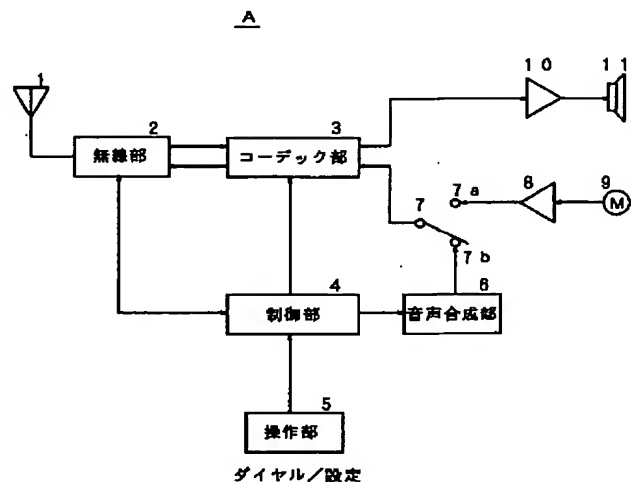 A
1
10 11
2 3
無線部 コーデック部
7a 8 9
7 M
7b
4 6
制御部 音声合成部
5
操作部
ダイヤル/設定